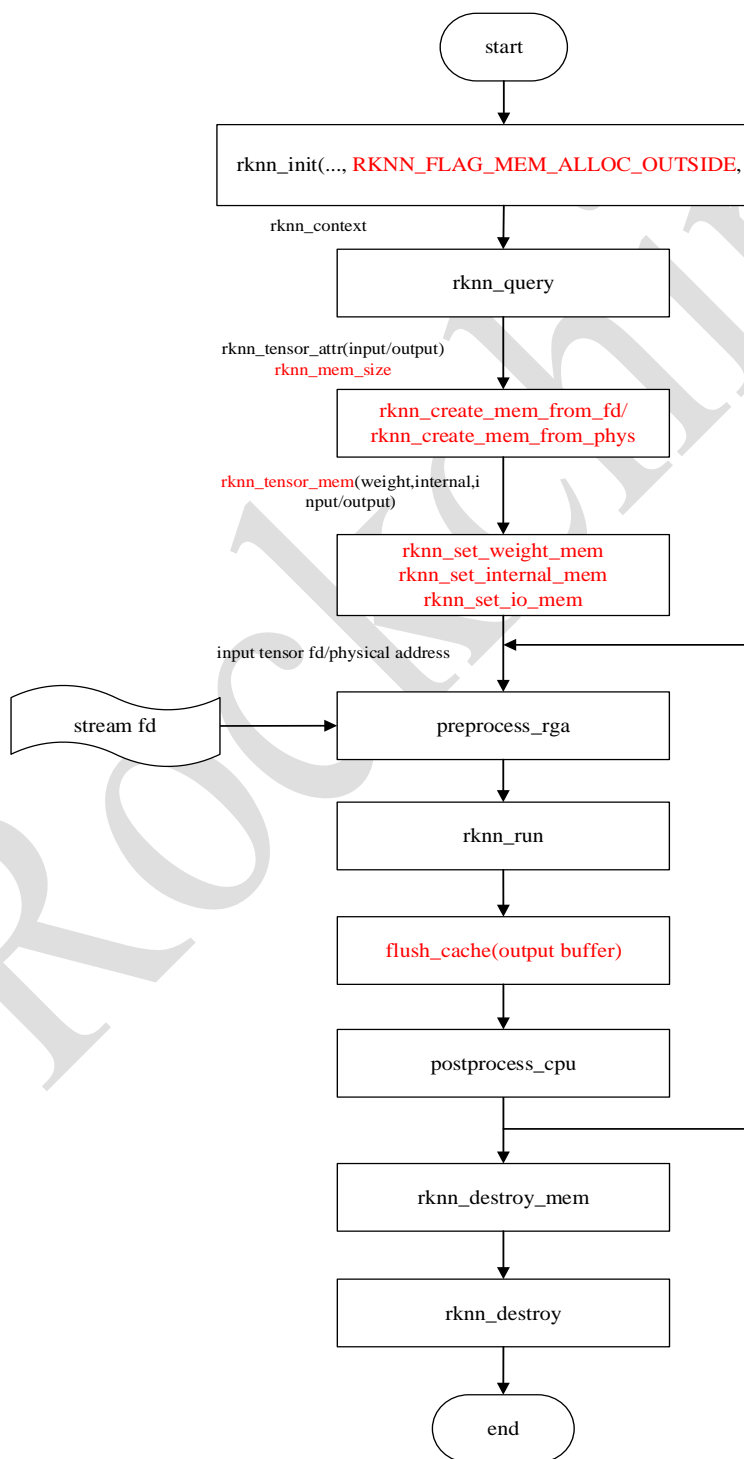 start
rknn_init(..., RKNN_FLAG_MEM_ALLOC_OUTSIDE,
rknn_context
rknn_query
rknn_tensor_attr(input/output)
rknn_mem_size
rknn_create_mem_from_fd/
rknn_create_mem_from_phys
rknn_tensor_mem(weight,internal,i
nput/output)
rknn_set_weight_mem
rknn_set_internal_mem
rknn_set_io_mem
input tensor fd/physical address
stream fd
preprocess_rga
rknn_run
flush_cache(output buffer)
postprocess_cpu
rknn_destroy_mem
rknn_destroy
end
Rockchip